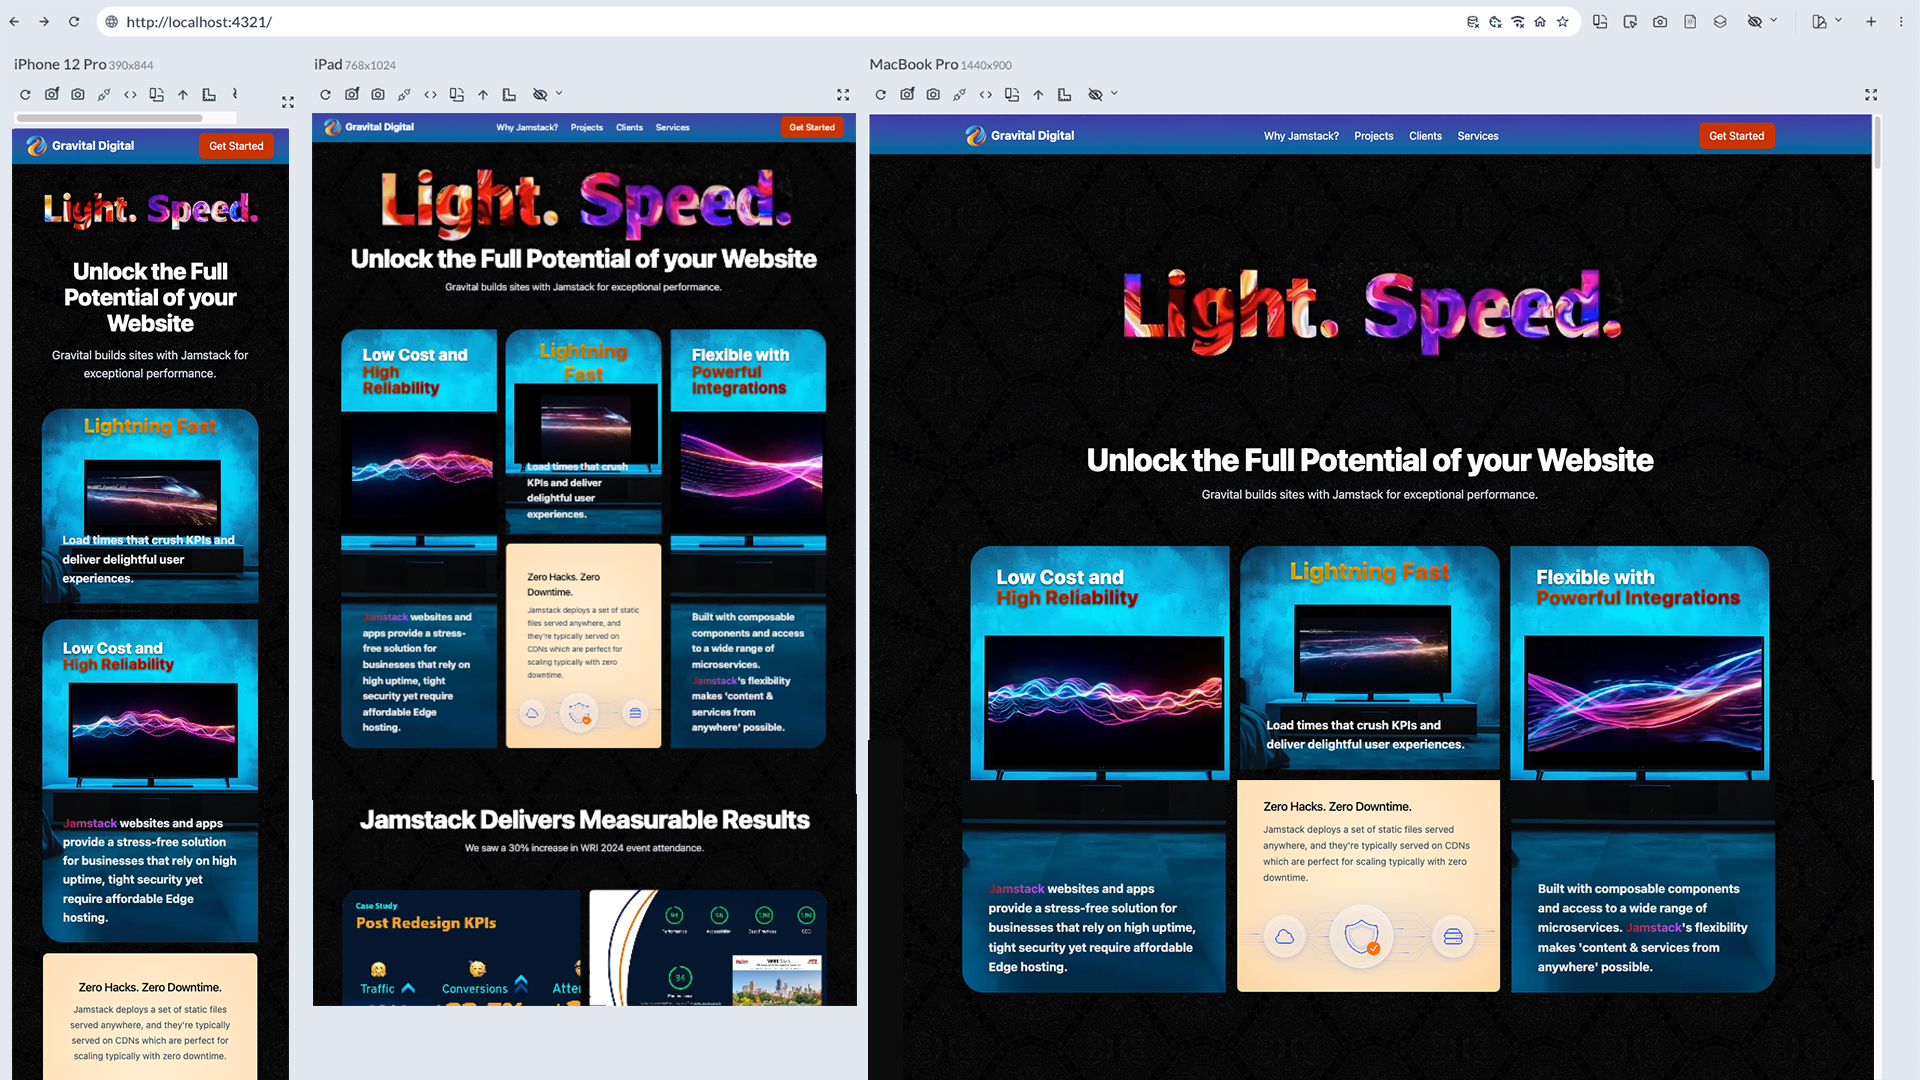 http://localhost:4321/
iPhone 12 Pro 390x844
Gravital Digital
Get Started
Light. Speed.
Unlock the Full
Potential of your
Website
Gravital builds sites with Jamstack for
exceptional performance.
Lightning Fast
Load times that crush KPIs and
deliver delightful user
experiences.
Low Cost and
High Reliability
Jamstack websites and apps
provide a stress-free solution
for businesses that rely on high
uptime, tight security yet
require affordable Edge
hosting.
Zero Hacks. Zero Downtime.
Jamstack deploys a set of static files
served anywhere, and they're typically
served on CDNs which are perfect for
scaling typically with zero downtime.
iPad 768x1024
Gravital Digital
Why Jamstack? Projects Clients Services
Get Started
Light. Speed.
Unlock the Full Potential of your Website
Gravital builds sites with Jamstack for exceptional performance.
Low Cost and
High
Reliability
Jamstack websites and
apps provide a stress-
free solution for
businesses that rely on
high uptime, tight
security yet require
affordable Edge
hosting.
Lightning
Fast
Load times that crush
KPIs and deliver
delightful user
experiences.
Zero Hacks. Zero
Downtime.
Jamstack deploys a set of static
files served anywhere, and
they're typically served on
CDNs which are perfect for
scaling typically with zero
downtime.
Flexible with
Powerful
Integrations
Built with composable
components and access
to a wide range of
microservices.
Jamstack's flexibility
makes 'content &
services from
anywhere' possible.
Jamstack Delivers Measurable Results
We saw a 30% increase in WRI 2024 event attendance.
Case Study
Post Redesign KPIs
Traffic
Conversions
Atte
Performance
Accessibility
Best Practices
SEO
94
MacBook Pro 1440x900
Gravital Digital
Why Jamstack? Projects Clients Services
Get Started
Light. Speed.
Unlock the Full Potential of your Website
Gravital builds sites with Jamstack for exceptional performance.
Low Cost and
High Reliability
Jamstack websites and apps
provide a stress-free solution for
businesses that rely on high uptime,
tight security yet require affordable
Edge hosting.
Lightning Fast
Load times that crush KPIs and
deliver delightful user experiences.
Zero Hacks. Zero Downtime.
Jamstack deploys a set of static files served
anywhere, and they're typically served on CDNs
which are perfect for scaling typically with zero
downtime.
Flexible with
Powerful Integrations
Built with composable components
and access to a wide range of
microservices. Jamstack's flexibility
makes 'content & services from
anywhere' possible.